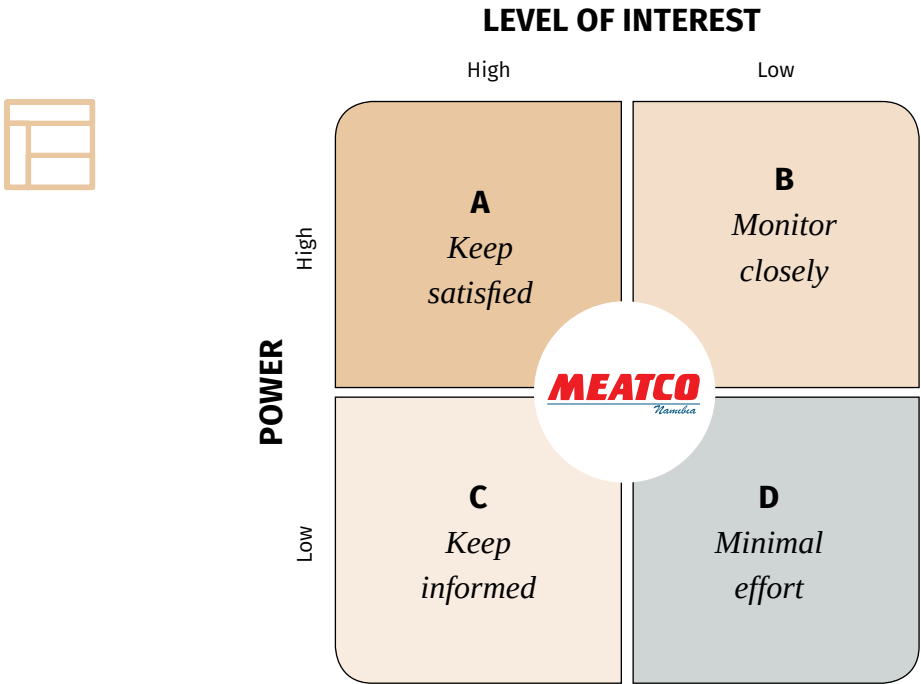 LEVEL OF INTEREST
High
Low
POWER
High
Low
A
Keep
satisfied
B
Monitor
closely
MEATCO
Namibia
C
Keep
informed
D
Minimal
effort